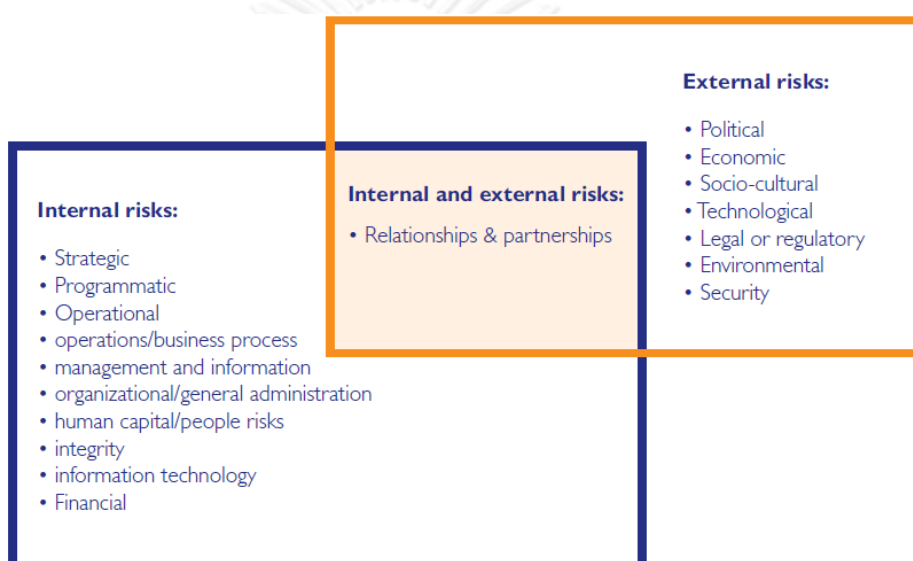 Internal risks:
• Strategic
• Programmatic
• Operational
• operations/business process
• management and information
• organizational/general administration
• human capital/people risks
• integrity
• information technology
• Financial
Internal and external risks:
• Relationships & partnerships
External risks:
• Political
• Economic
• Socio-cultural
• Technological
• Legal or regulatory
• Environmental
• Security